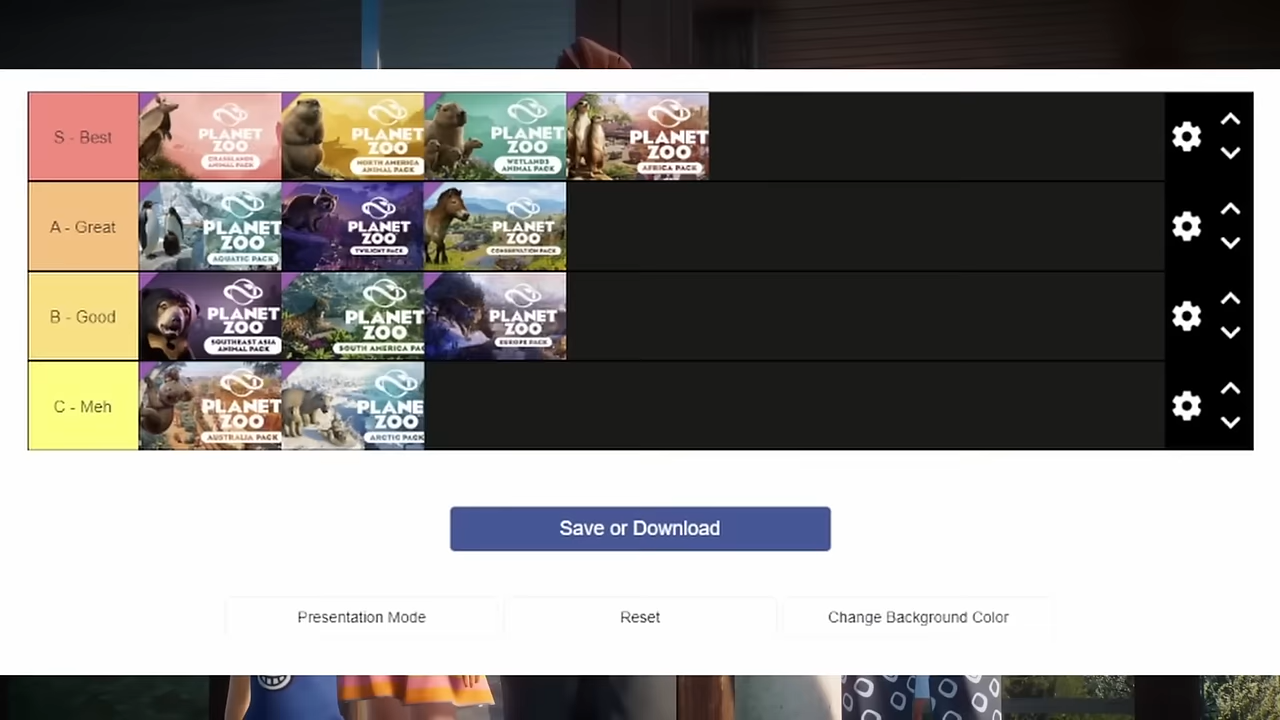 S - Best
PLANET
ZOO
GRASSLANDS
ANIMAL PACK
PLANET
ZOO
NORTH AMERICA
ANIMAL PACK
PLANET
ZOO
WETLANDS
ANIMAL PACK
PLANET
ZOO
AFRICA PACK
A - Great
PLANET
ZOO
AQUATIC PACK
PLANET
ZOO
TWILIGHT PACK
PLANET
ZOO
CONSERVATION PACK
B - Good
PLANET
ZOO
SOUTHEAST ASIA
ANIMAL PACK
PLANET
ZOO
SOUTH AMERICA PAC
PLANET
ZOO
EUROPE PACK
C - Meh
PLANET
ZOO
AUSTRALIA PACK
PLANE
ZOO
ARCTIC PACK
Save or Download
Presentation Mode
Reset
Change Background Color